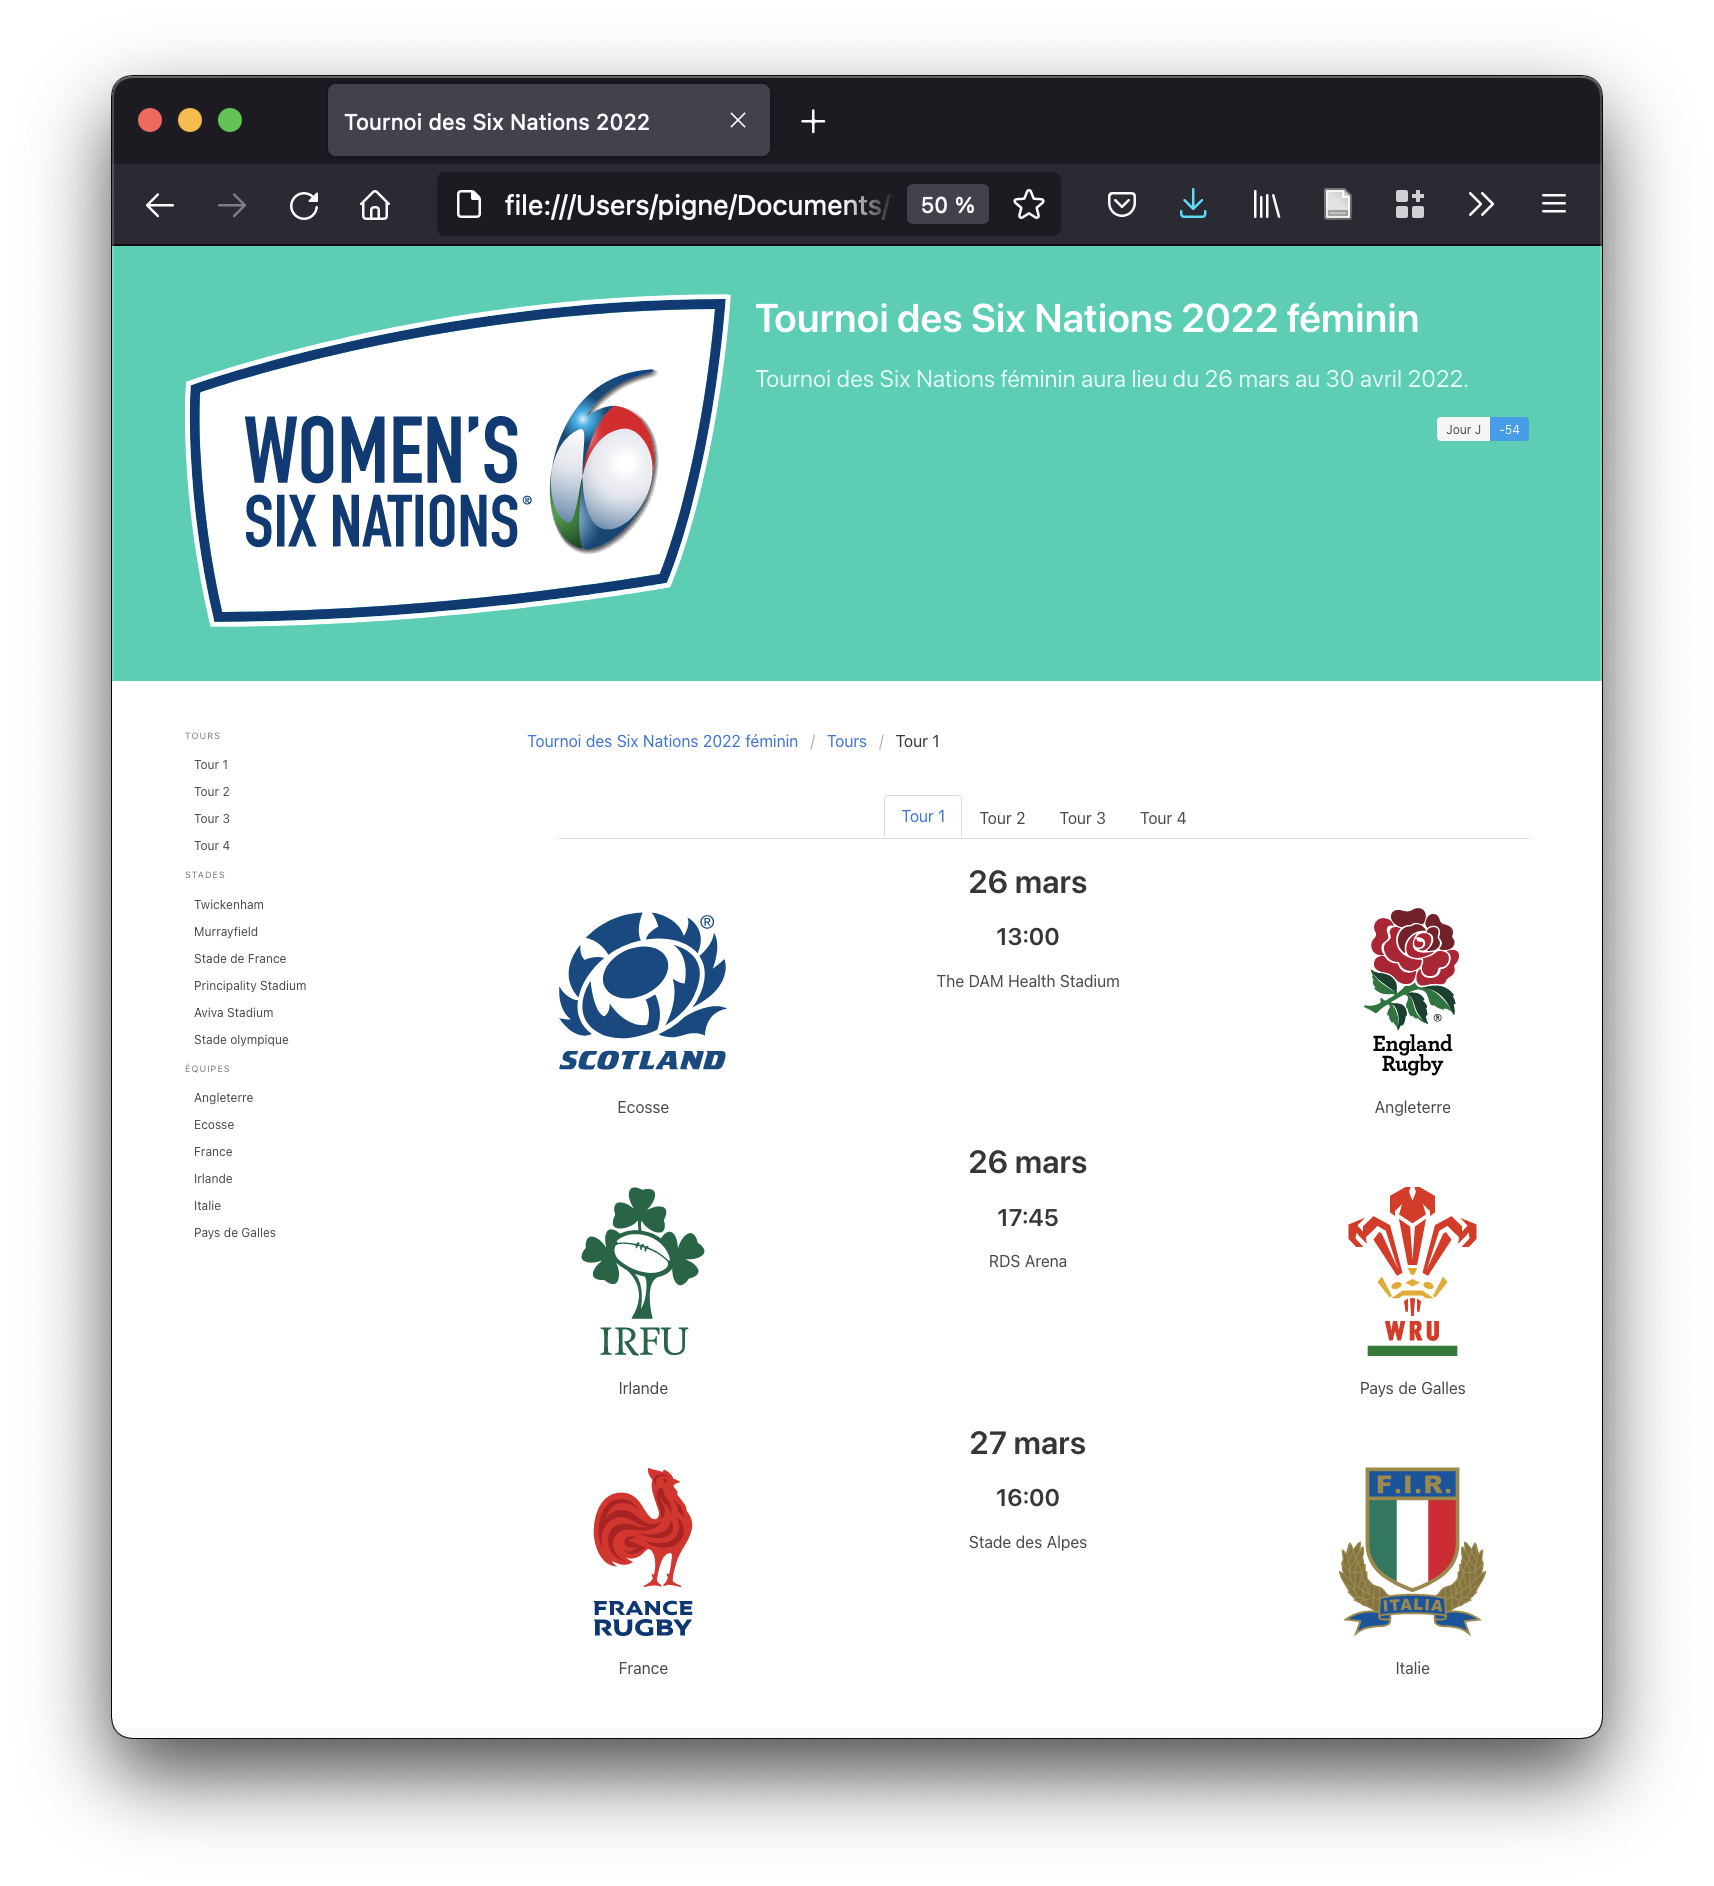 Tournoi des Six Nations 2022
file:///Users/pigne/Documents/
50 %
WOMEN'S
SIX NATIONS®
Tournoi des Six Nations 2022 féminin
Tournoi des Six Nations féminin aura lieu du 26 mars au 30 avril 2022.
Jour J -54
TOURS
Tour 1
Tour 2
Tour 3
Tour 4
STADES
Twickenham
Murrayfield
Stade de France
Principality Stadium
Aviva Stadium
Stade olympique
ÉQUIPES
Angleterre
Ecosse
France
Irlande
Italie
Pays de Galles
Tournoi des Six Nations 2022 féminin / Tours / Tour 1
Tour 1 Tour 2 Tour 3 Tour 4
®
SCOTLAND
Ecosse
26 mars
13:00
The DAM Health Stadium
®
England
Rugby
Angleterre
IRFU
Irlande
26 mars
17:45
RDS Arena
WRU
Pays de Galles
FRANCE
RUGBY
France
27 mars
16:00
Stade des Alpes
F.I.R.
ITALIA
Italie